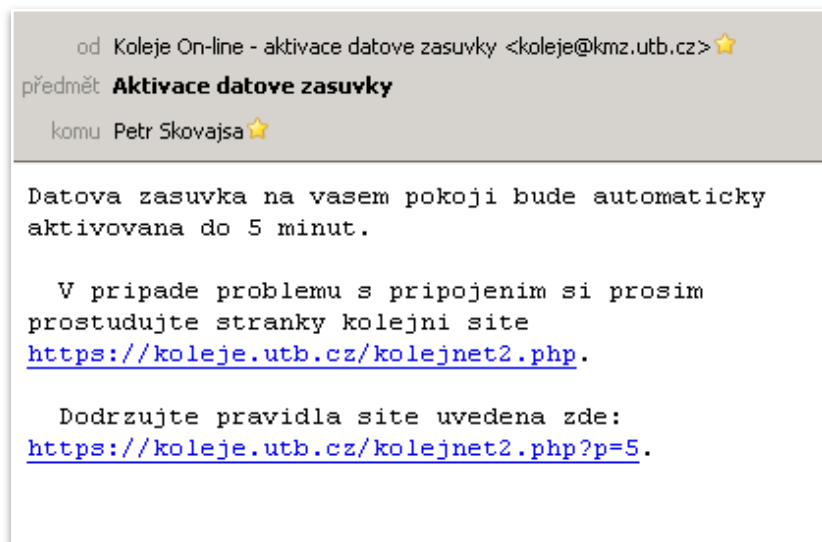 od Koleje On-line - aktivace datove zasuvky <koleje@kmz.utb.cz>
předmět Aktivace datove zasuvky
komu Petr Skovajsa
Datova zasuvka na vasem pokoji bude automaticky
aktivovana do 5 minut.
V pripade problemu s pripojenim si prosim
prostudujte stranky kolejni site
https://koleje.utb.cz/kolejnet2.php.
Dodrzujte pravidla site uvedena zde:
https://koleje.utb.cz/kolejnet2.php?p=5.